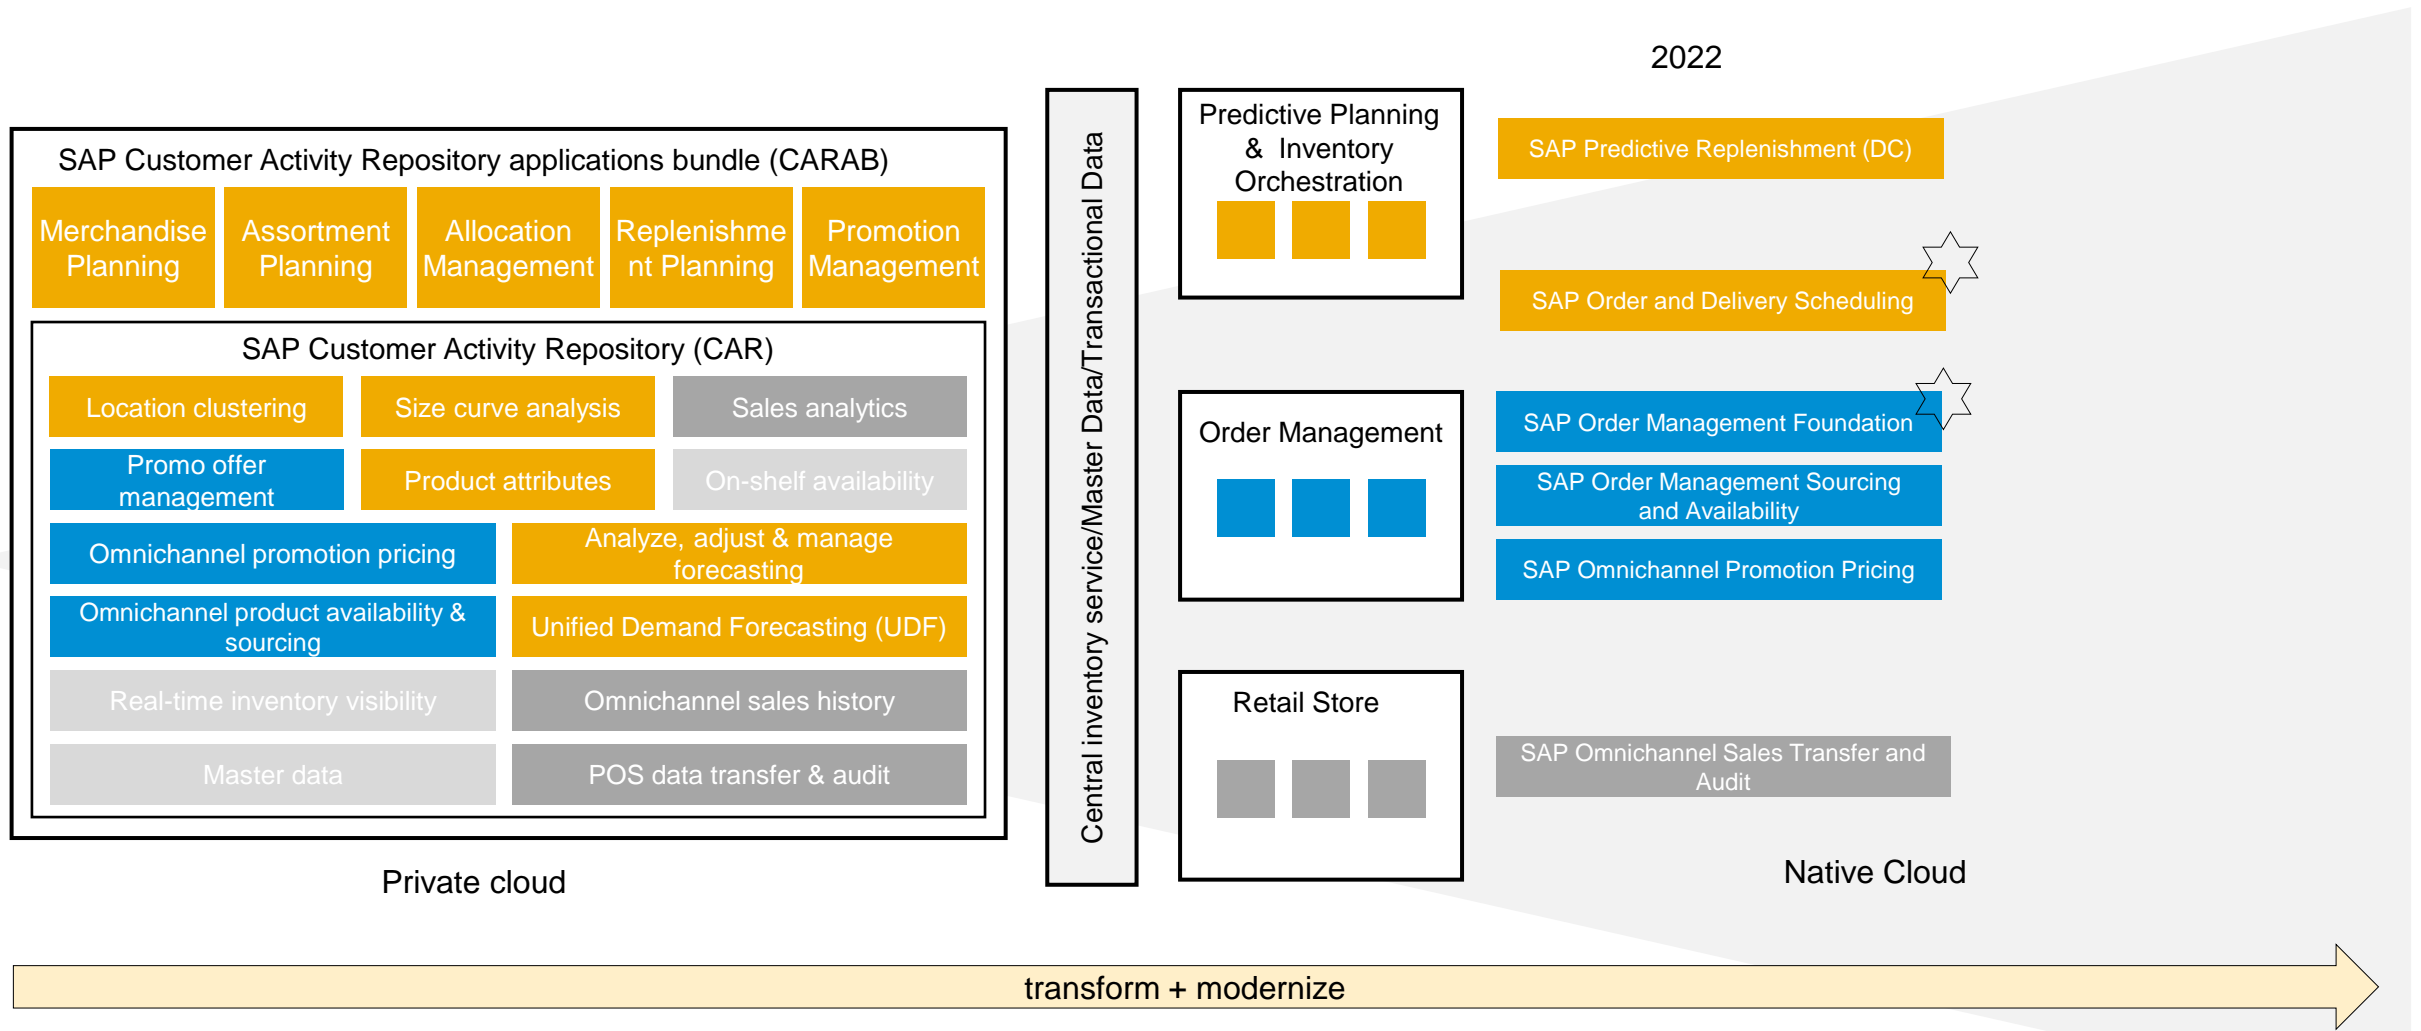 2022
SAP Customer Activity Repository applications bundle (CARAB)
Merchandise
Planning
Assortment
Planning
Allocation
Management
Replenishme
nt Planning
Promotion
Management
SAP Customer Activity Repository (CAR)
Location clustering
Size curve analysis
Sales analytics
Promo offer
management
Product attributes
On-shelf availability
Omnichannel promotion pricing
Analyze, adjust & manage
forecasting
Omnichannel product availability &
sourcing
Unified Demand Forecasting (UDF)
Real-time inventory visibility
Omnichannel sales history
Master data
POS data transfer & audit
Private cloud
Central inventory service/Master Data/Transactional Data
Predictive Planning
& Inventory
Orchestration
Order Management
Retail Store
SAP Predictive Replenishment (DC)
SAP Order and Delivery Scheduling
SAP Order Management Foundation
SAP Order Management Sourcing
and Availability
SAP Omnichannel Promotion Pricing
SAP Omnichannel Sales Transfer and
Audit
Native Cloud
transform + modernize